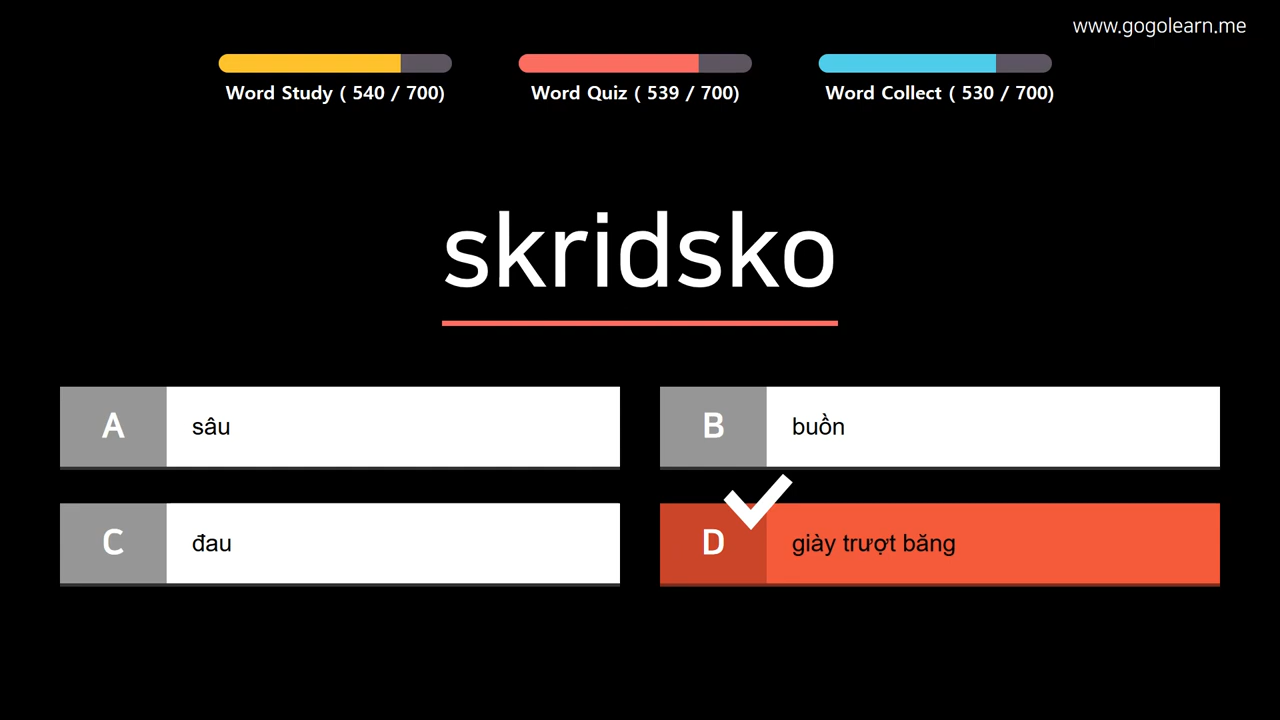 www.gogolearn.me
Word Study ( 540 / 700)
Word Quiz ( 539 / 700)
Word Collect ( 530 / 700)
skridsko
A sâu
B buồn
C đau
D giày trượt băng